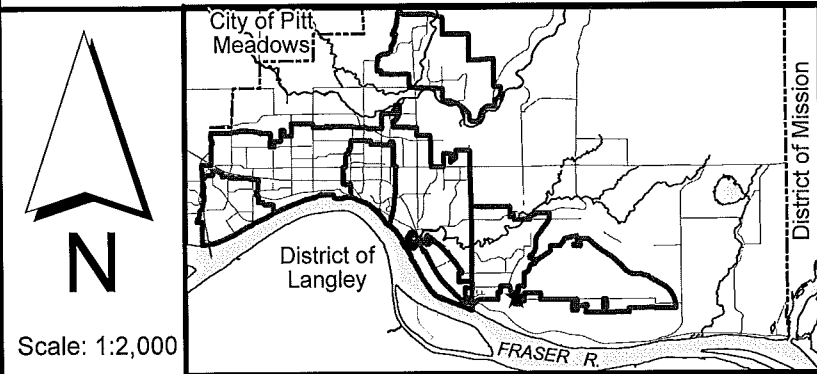 City of Pitt
Meadows
District of Mission
District of
Langley
N
Scale: 1:2,000
FRASER R.